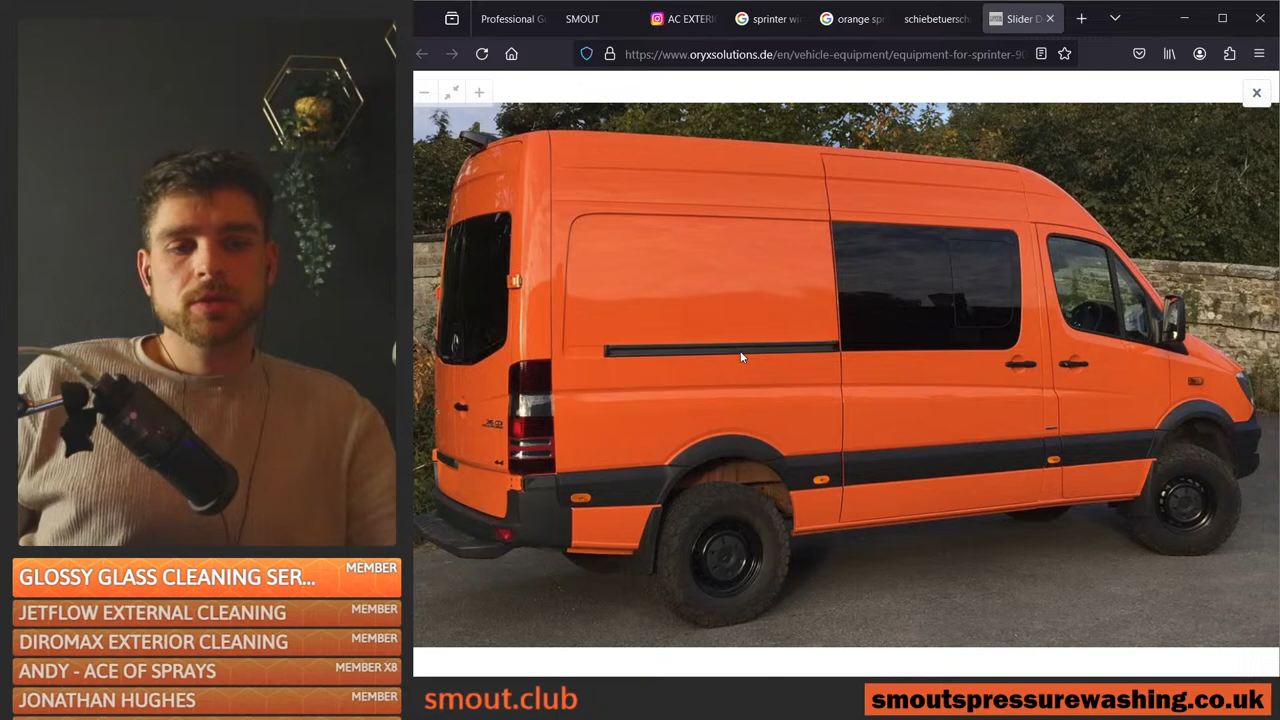 Professional Gu
SMOUT
AC EXTERI
sprinter wi
orange spr
schiebetuersch
Slider D
https://www.oryxsolutions.de/en/vehicle-equipment/equipment-for-sprinter-90
GLOSSY GLASS CLEANING SER...
MEMBER
JETFLOW EXTERNAL CLEANING
MEMBER
DIROMAX EXTERIOR CLEANING
MEMBER
ANDY - ACE OF SPRAYS
MEMBER X8
JONATHAN HUGHES
MEMBER
smout.club
smoutspressurewashing.co.uk